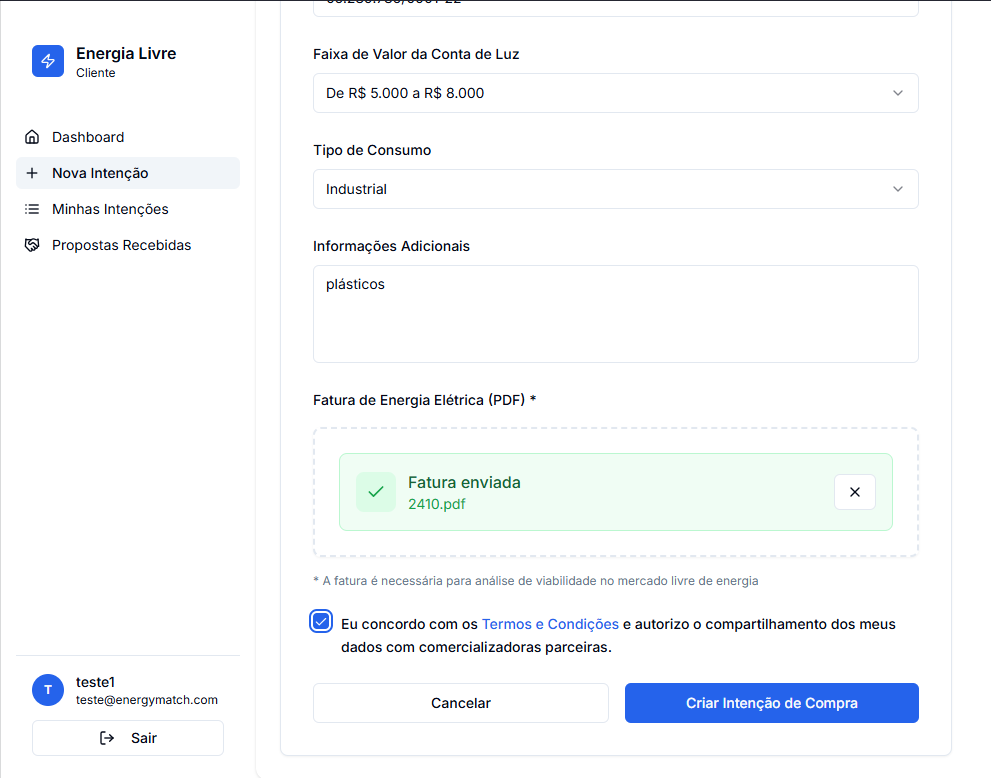 Energia Livre
Cliente
Dashboard
Nova Intenção
Minhas Intenções
Propostas Recebidas
teste1
T
teste@energymatch.com
Sair
Faixa de Valor da Conta de Luz
De R$ 5.000 a R$ 8.000
Tipo de Consumo
Industrial
Informações Adicionais
plásticos
Fatura de Energia Elétrica (PDF) *
Fatura enviada
2410.pdf
* A fatura é necessária para análise de viabilidade no mercado livre de energia
Eu concordo com os Termos e Condições e autorizo o compartilhamento dos meus
dados com comercializadoras parceiras.
Cancelar
Criar Intenção de Compra